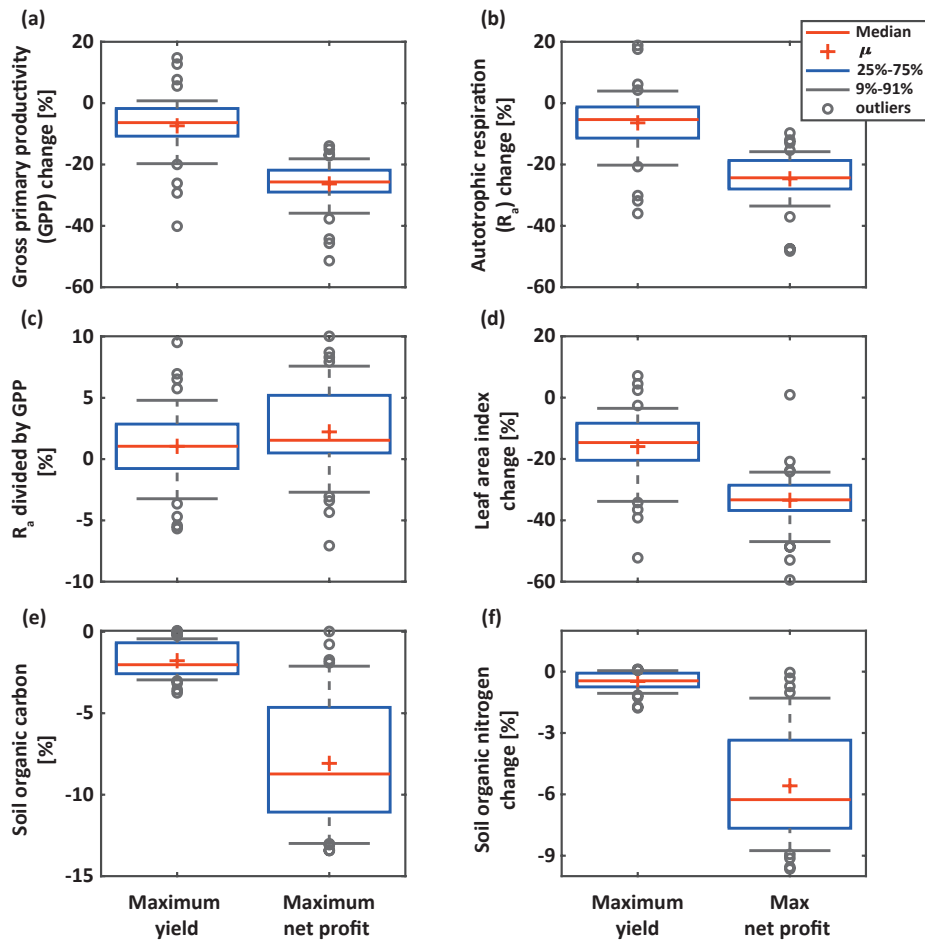 (a)
Gross primary productivity
(GPP) change [%]
20
0
-20
-40
-60
(b)
Autotrophic respiration
(Rₐ) change [%]
20
0
-20
-40
-60
Median
μ
25%-75%
9%-91%
outliers
(c)
Rₐ divided by GPP
[%]
10
5
0
-5
-10
(d)
Leaf area index
change [%]
20
0
-20
-40
-60
(e)
Soil organic carbon
[%]
0
-5
-10
-15
Maximum
yield
Maximum
net profit
(f)
Soil organic nitrogen
change [%]
0
-3
-6
-9
Maximum
yield
Max
net profit